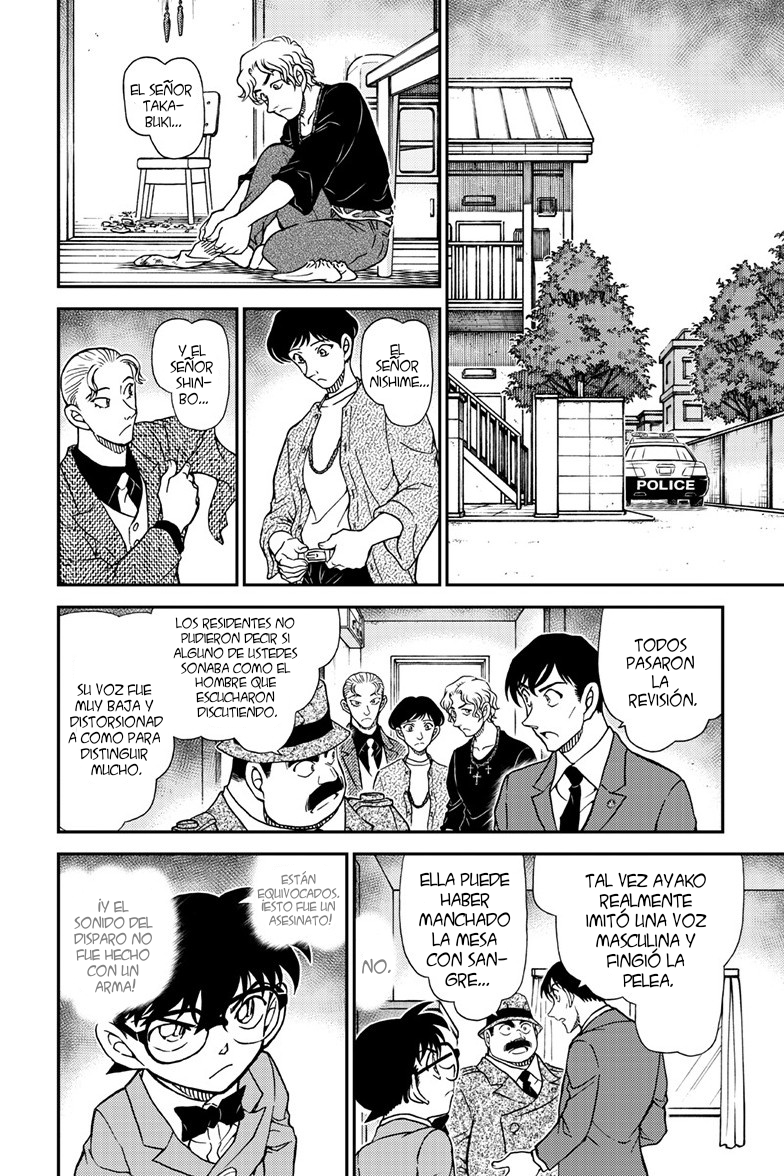 POLICE
EL SEÑOR
TAKA-
BUKI...
EL
SEÑOR
NISHIME...
Y EL
SEÑOR
SHIN-
BO...
TODOS
PASARON
LA
REVISIÓN.
LOS RESIDENTES NO
PUDIERON DECIR SI
ALGUNO DE USTEDES
SONABA COMO EL
HOMBRE QUE
ESCUCHARON
DISCUTIENDO.
SU VOZ FUE
MUY BAJA Y
DISTORSIONAD
A COMO PARA
DISTINGUIR
MUCHO.
TAL VEZ AYAKO
REALMENTE
IMITÓ UNA VOZ
MASCULINA Y
FINGIÓ LA
PELEA.
ELLA PUEDE
HABER
MANCHADO
LA MESA
CON SAN-
GRE...
NO.
ESTÁN
EQUIVOCADOS.
¡ESTO FUE UN
ASESINATO!
¡Y EL
SONIDO DEL
DISPARO NO
FUE HECHO
CON UN
ARMA!